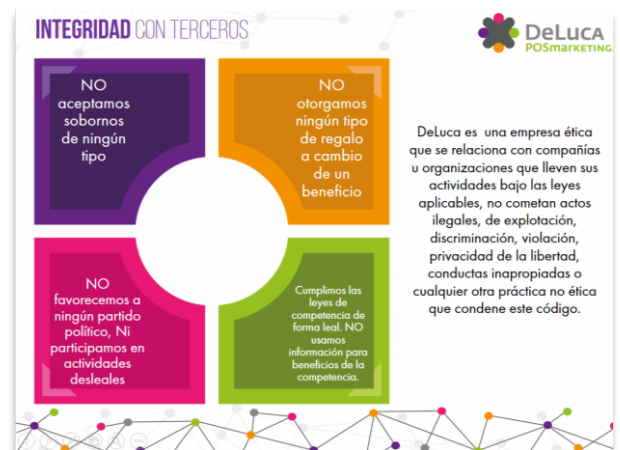 INTEGRIDAD CON TERCEROS
DeLuca
POSmarketing
NO
aceptamos
sobornos
de ningún
tipo
NO
otorgamos
ningún tipo
de regalo
a cambio
de un
beneficio
NO
favorecemos a
ningún partido
político, Ni
participamos en
actividades
desleales
Cumplimos las
leyes de
competencia de
forma leal. NO
usamos
información para
beneficios de la
competencia.
DeLuca es una empresa ética
que se relaciona con compañías
u organizaciones que lleven sus
actividades bajo las leyes
aplicables, no cometan actos
ilegales, de explotación,
discriminación, violación,
privacidad de la libertad,
conductas inapropiadas o
cualquier otra práctica no ética
que condene este código.